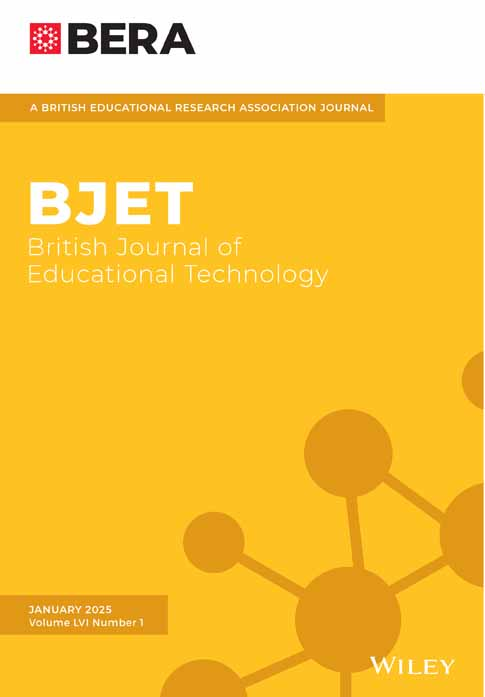 BERA
A BRITISH EDUCATIONAL RESEARCH ASSOCIATION JOURNAL
BJET
British Journal of
Educational Technology
JANUARY 2025
Volume LVI Number 1
WILEY